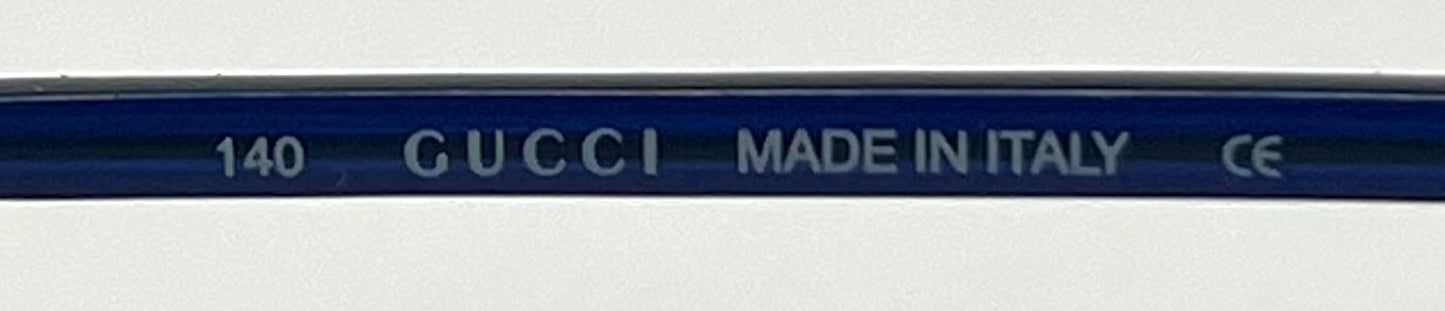 140 GUCCI MADE IN ITALY CE